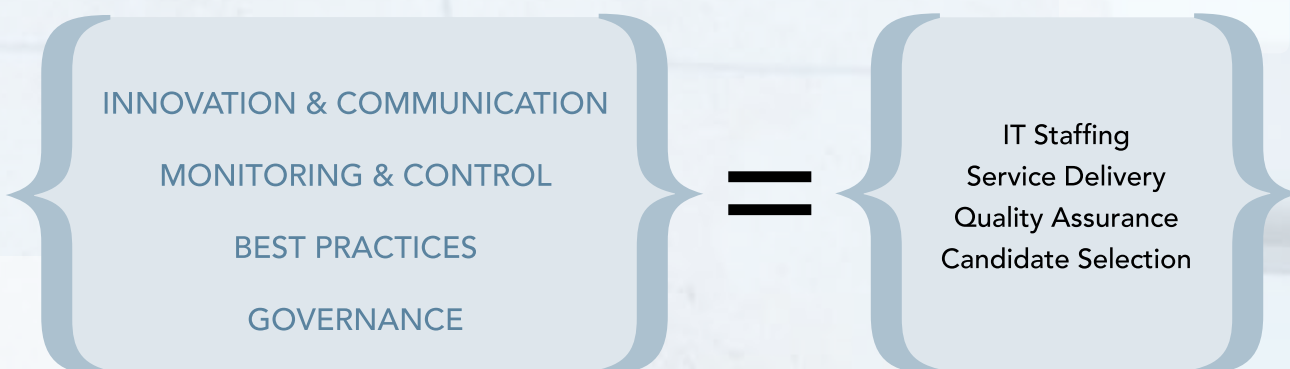 INNOVATION & COMMUNICATION
MONITORING & CONTROL
BEST PRACTICES
GOVERNANCE
=
IT Staffing
Service Delivery
Quality Assurance
Candidate Selection